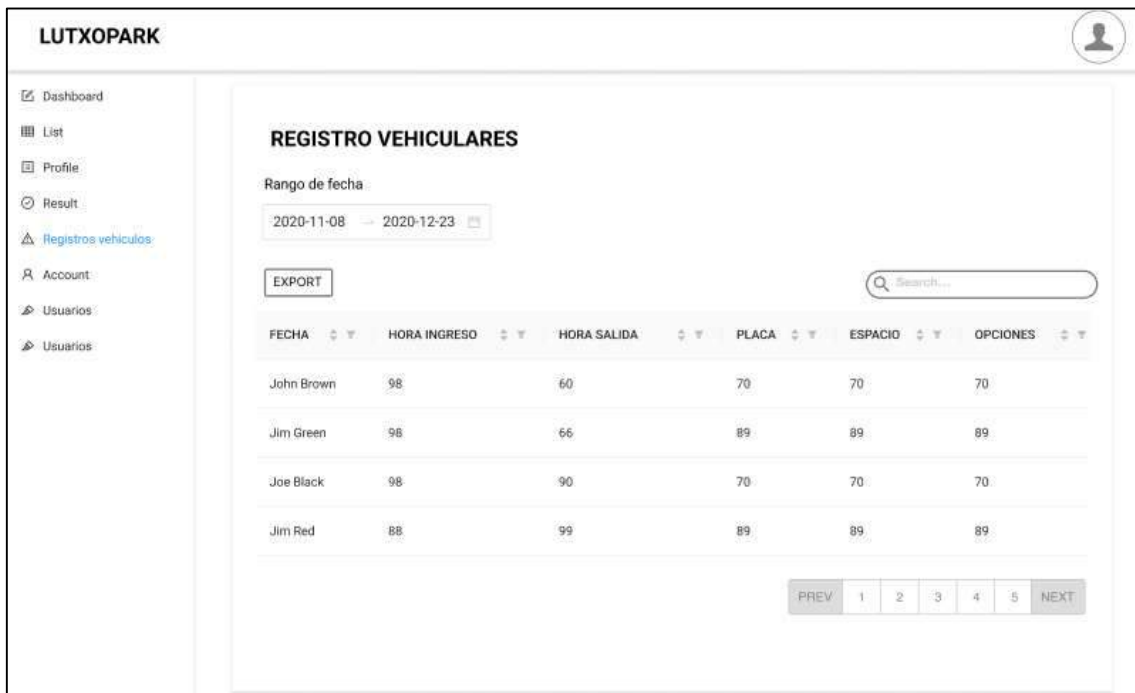 LUTXOPARK
Dashboard
List
Profile
Result
Registros vehiculos
Account
Usuarios
Usuarios
REGISTRO VEHICULARES
Rango de fecha
2020-11-08 → 2020-12-23
EXPORT
Search...
FECHA HORA INGRESO HORA SALIDA PLACA ESPACIO OPCIONES
John Brown 98 60 70 70 70
Jim Green 98 66 89 89 89
Joe Black 98 90 70 70 70
Jim Red 88 99 89 89 89
PREV 1 2 3 4 5 NEXT